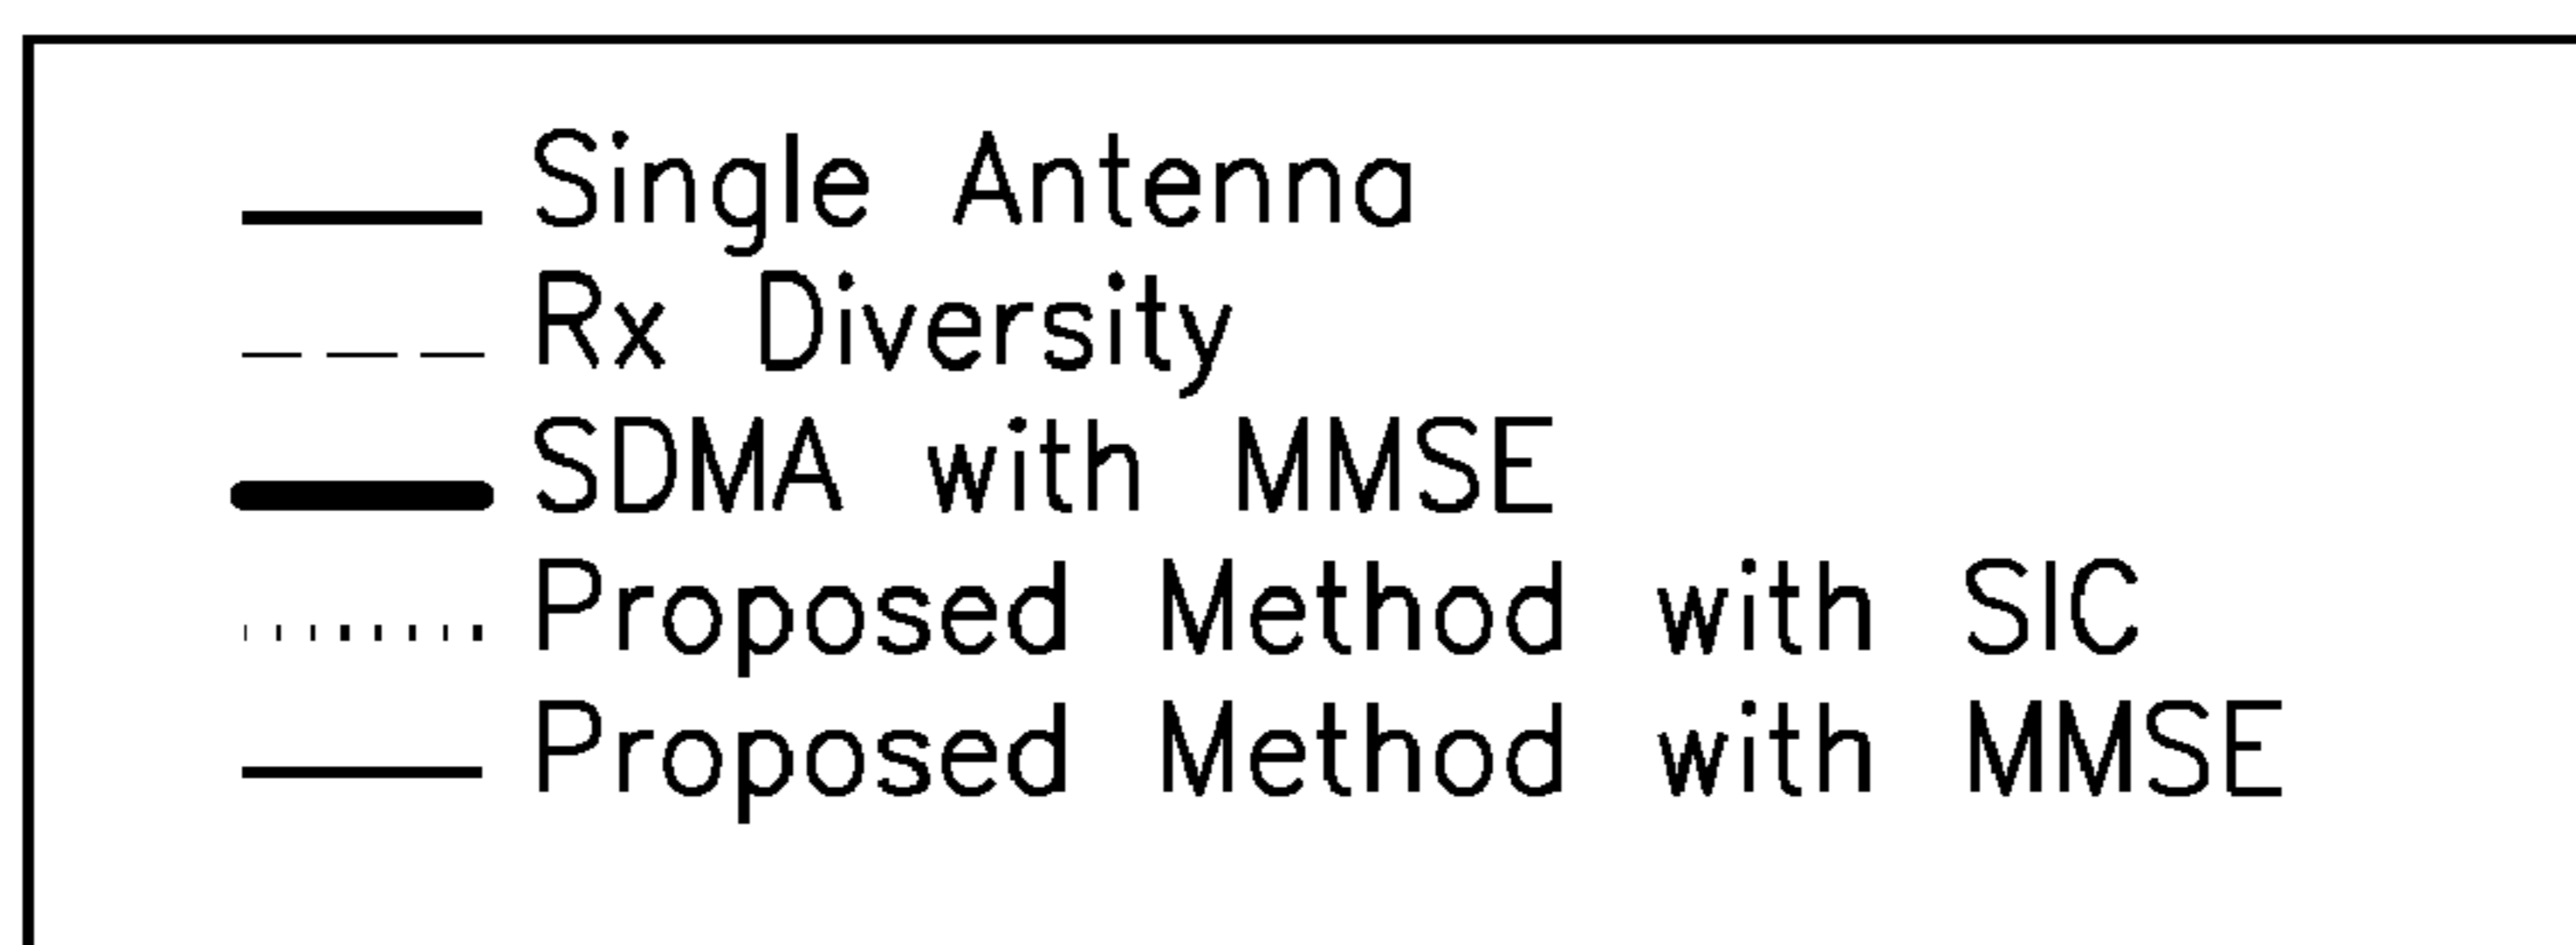 Single Antenna
Rx Diversity
SDMA with MMSE
Proposed Method with SIC
Proposed Method with MMSE